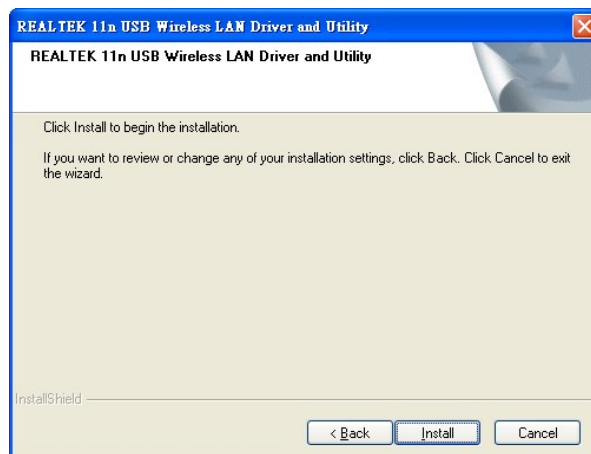 REALTEK 11n USB Wireless LAN Driver and Utility
REALTEK 11n USB Wireless LAN Driver and Utility
Click Install to begin the installation.
If you want to review or change any of your installation settings, click Back. Click Cancel to exit
the wizard.
InstallShield
< Back Install Cancel